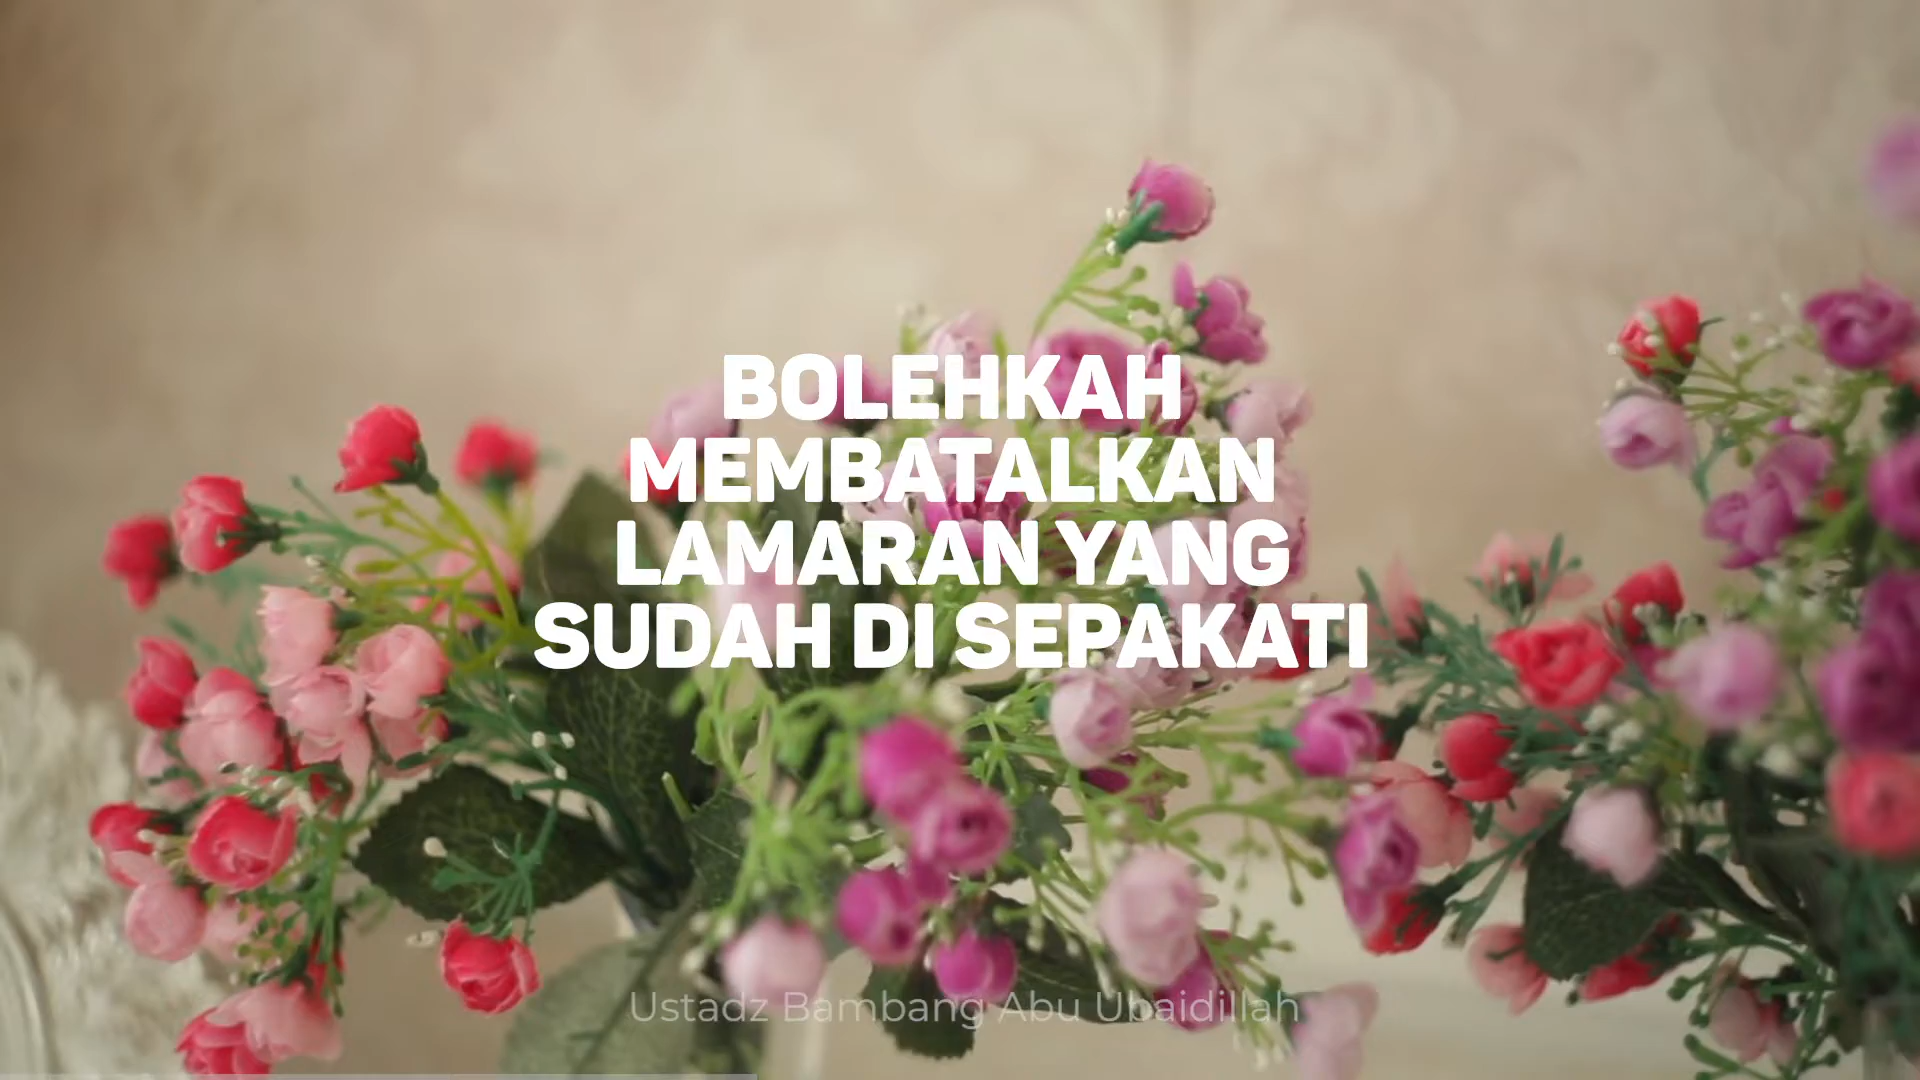 BOLEHKAH
MEMBATALKAN
LAMARAN YANG
SUDAH DI SEPAKATI
Ustadz Bambang Abu Ubaidillah